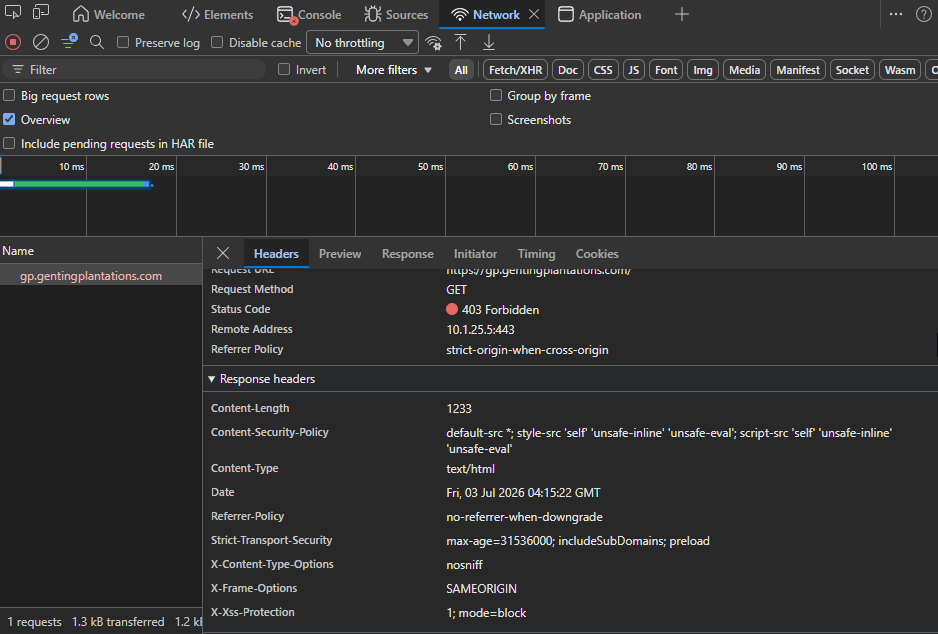 Welcome Elements Console Sources Network Application
Preserve log Disable cache No throttling
Filter Invert More filters All Fetch/XHR Doc CSS JS Font Img Media Manifest Socket Wasm
Big request rows Group by frame
Overview Screenshots
Include pending requests in HAR file
10 ms 20 ms 30 ms 40 ms 50 ms 60 ms 70 ms 80 ms 90 ms 100 ms
Name Headers Preview Response Initiator Timing Cookies
gp.gentingplantations.com
Request URL https://gp.gentingplantations.com/
Request Method GET
Status Code 403 Forbidden
Remote Address 10.1.25.5:443
Referrer Policy strict-origin-when-cross-origin
Response headers
Content-Length 1233
Content-Security-Policy default-src *; style-src 'self' 'unsafe-inline' 'unsafe-eval'; script-src 'self' 'unsafe-inline'
'unsafe-eval'
Content-Type text/html
Date Fri, 03 Jul 2026 04:15:22 GMT
Referrer-Policy no-referrer-when-downgrade
Strict-Transport-Security max-age=31536000; includeSubDomains; preload
X-Content-Type-Options nosniff
X-Frame-Options SAMEORIGIN
X-Xss-Protection 1; mode=block
1 requests 1.3 kB transferred 1.2 k